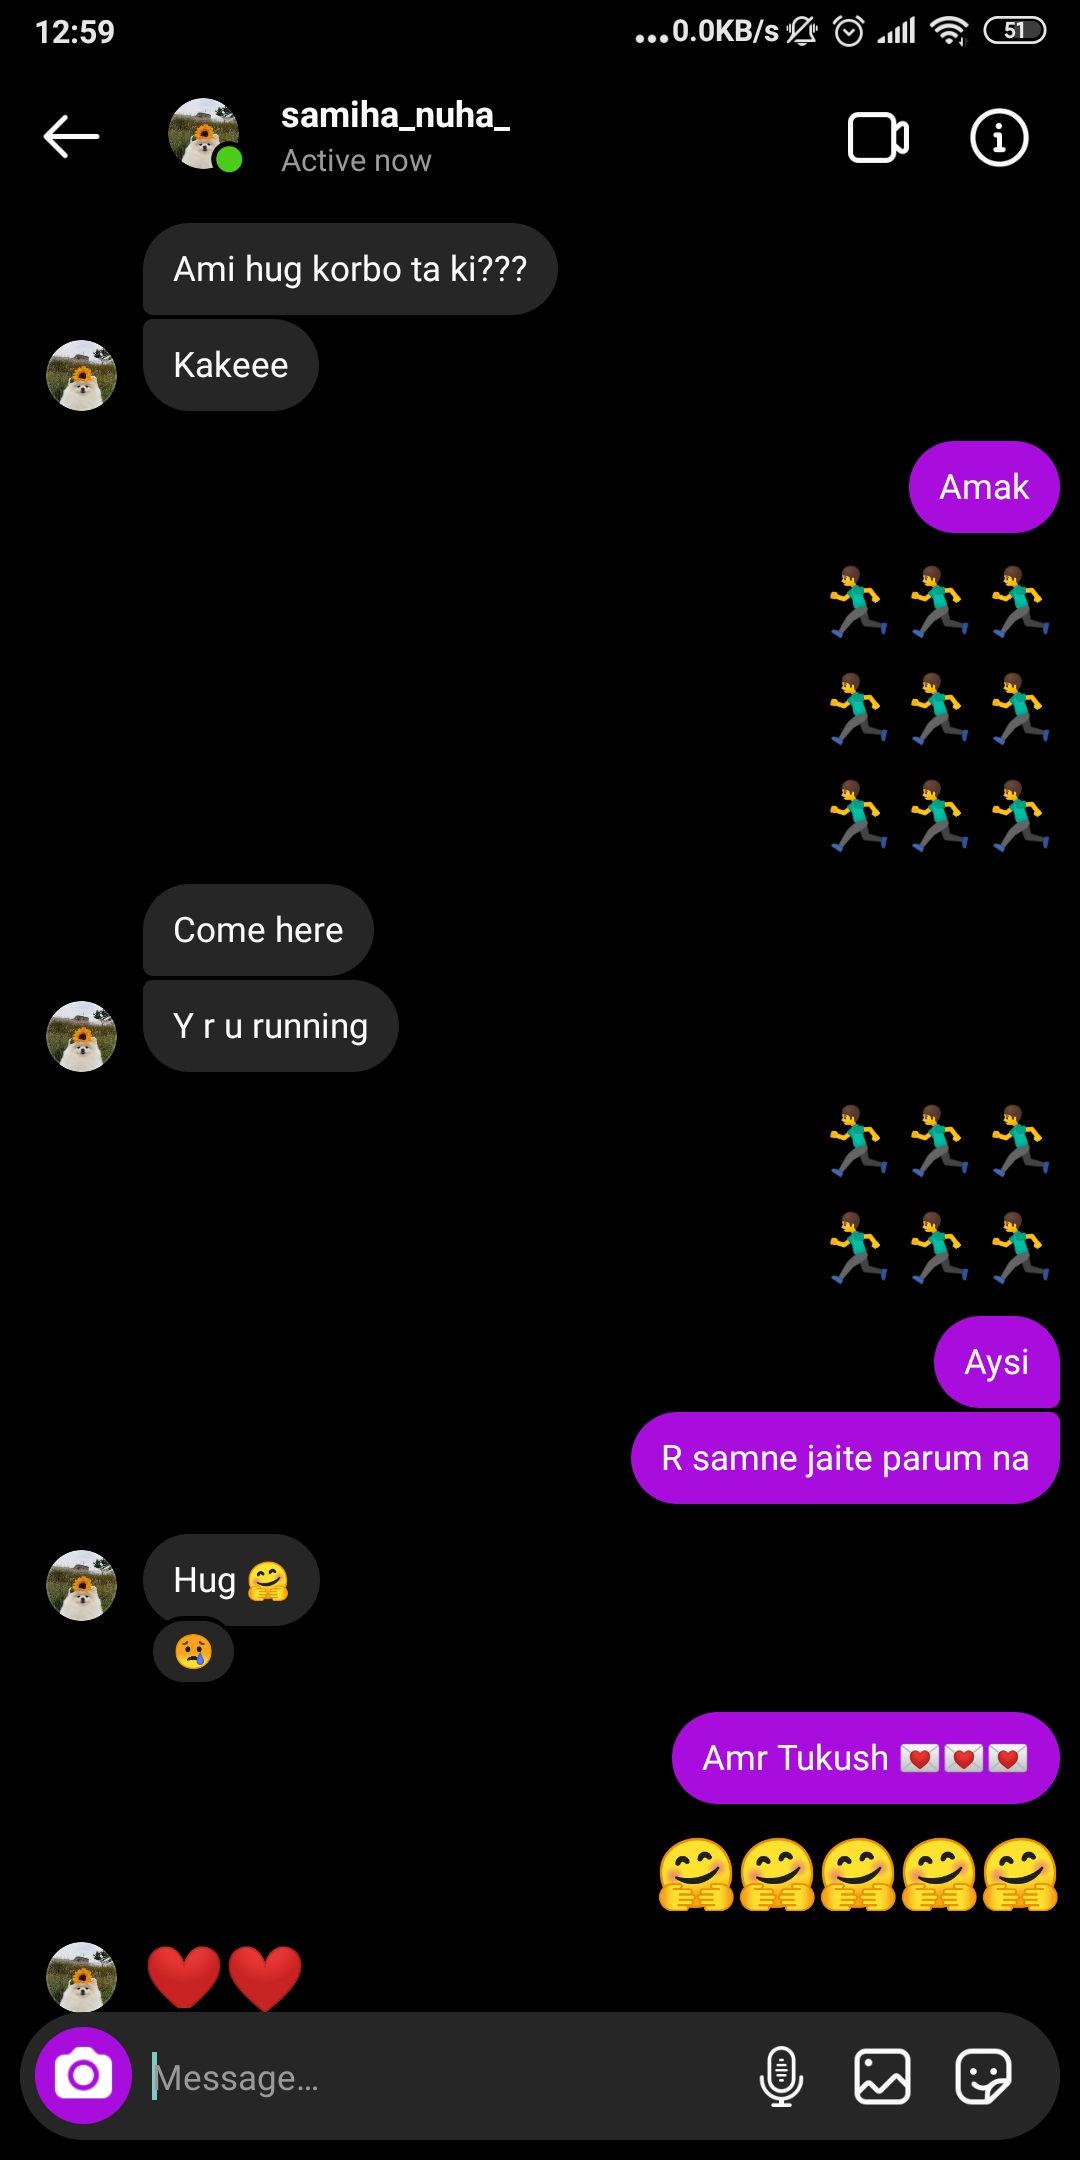 12:59
...0.0KB/s
51
samiha_nuha_
Active now
Ami hug korbo ta ki???
Kakeee
Amak
🏃‍♂️🏃‍♂️🏃‍♂️
🏃‍♂️🏃‍♂️🏃‍♂️
🏃‍♂️🏃‍♂️🏃‍♂️
Come here
Y r u running
🏃‍♂️🏃‍♂️🏃‍♂️
🏃‍♂️🏃‍♂️🏃‍♂️
Aysi
R samne jaite parum na
Hug 🤗
😢
Amr Tukush 💌💌💌
🤗🤗🤗🤗🤗
❤️❤️
Message...